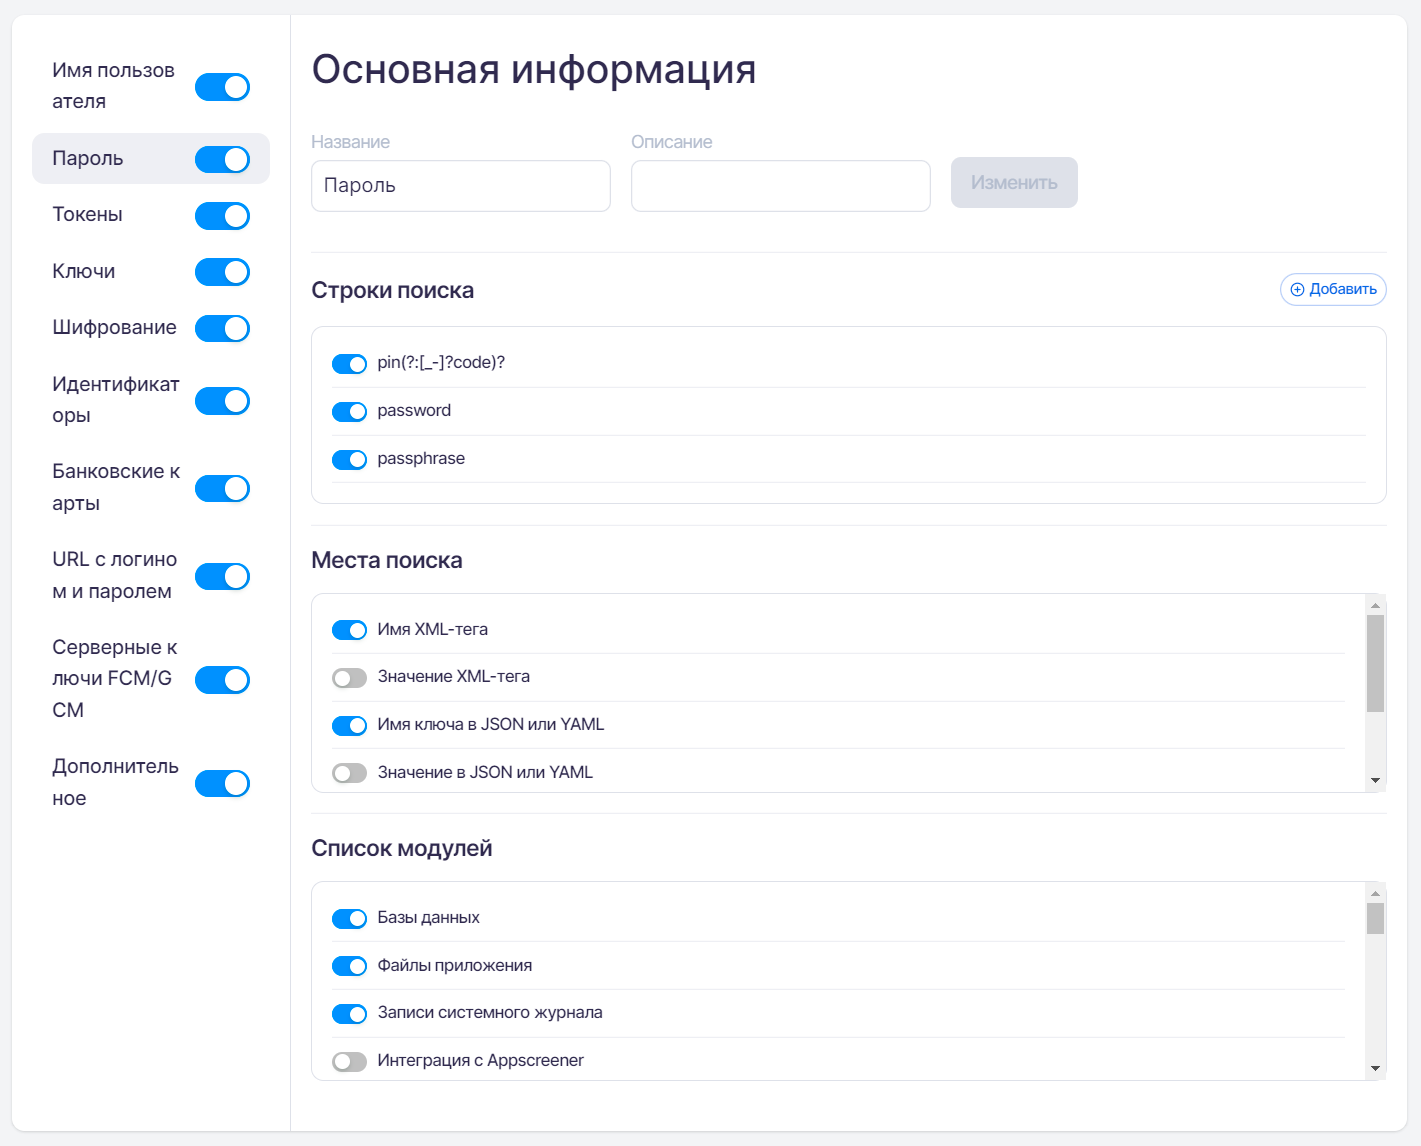 Имя пользов
ателя
Пароль
Токены
Ключи
Шифрование
Идентификат
оры
Банковские к
арты
URL с логино
м и паролем
Серверные к
лючи FCM/G
CM
Дополнитель
ное
Основная информация
Название
Описание
Пароль
Изменить
Строки поиска
Добавить
pin(?:[_-]?code)?
password
passphrase
Места поиска
Имя XML-тега
Значение XML-тега
Имя ключа в JSON или YAML
Значение в JSON или YAML
Список модулей
Базы данных
Файлы приложения
Записи системного журнала
Интеграция с Appscreener